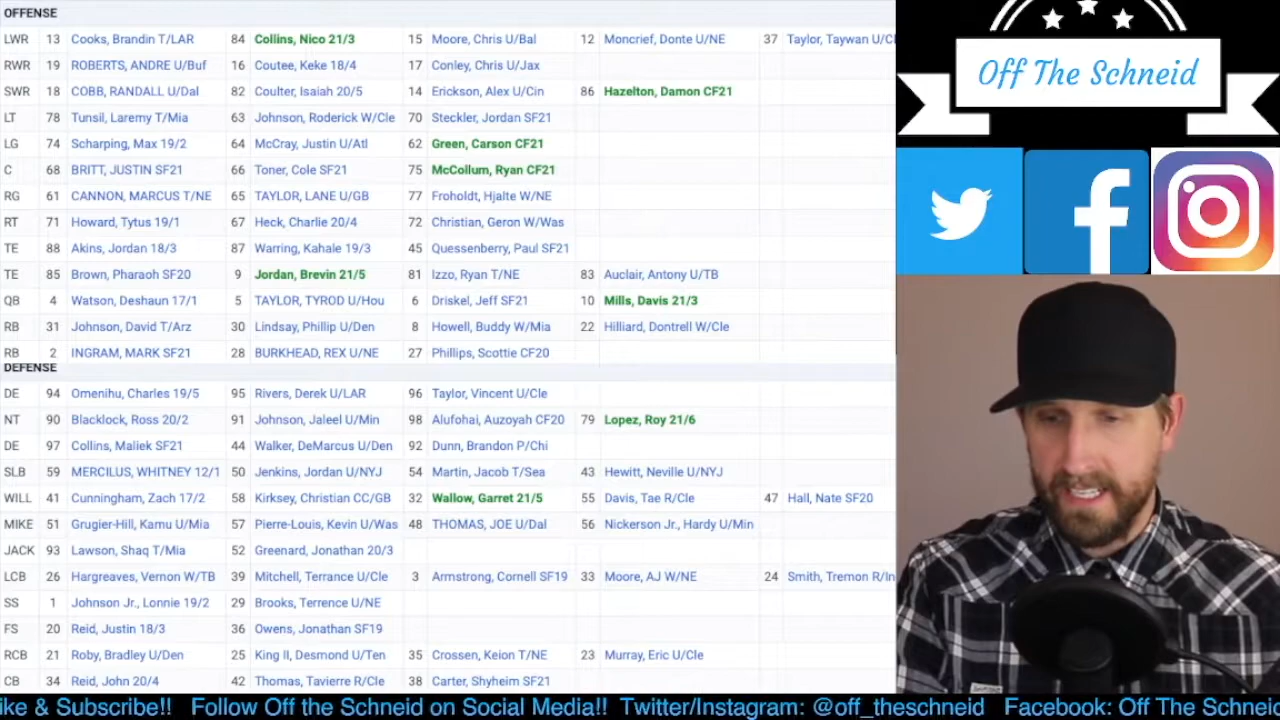 OFFENSE
LWR 13 Cooks, Brandin T/LAR 84 Collins, Nico 21/3 15 Moore, Chris U/Bal 12 Moncrief, Donte U/NE 37 Taylor, Taywan U/Cl
RWR 19 ROBERTS, ANDRE U/Buf 16 Coutee, Keke 18/4 17 Conley, Chris U/Jax
SWR 18 COBB, RANDALL U/Dal 82 Coulter, Isaiah 20/5 14 Erickson, Alex U/Cin 86 Hazelton, Damon CF21
LT 78 Tunsil, Laremy T/Mia 63 Johnson, Roderick W/Cle 70 Steckler, Jordan SF21
LG 74 Scharping, Max 19/2 64 McCray, Justin U/Atl 62 Green, Carson CF21
C 68 BRITT, JUSTIN SF21 66 Toner, Cole SF21 75 McCollum, Ryan CF21
RG 61 CANNON, MARCUS T/NE 65 TAYLOR, LANE U/GB 77 Froholdt, Hjalte W/NE
RT 71 Howard, Tytus 19/1 67 Heck, Charlie 20/4 72 Christian, Geron W/Was
TE 88 Akins, Jordan 18/3 87 Warring, Kahale 19/3 45 Quessenberry, Paul SF21
TE 85 Brown, Pharaoh SF20 9 Jordan, Brevin 21/5 81 Izzo, Ryan T/NE 83 Auclair, Antony U/TB
QB 4 Watson, Deshaun 17/1 5 TAYLOR, TYROD U/Hou 6 Driskel, Jeff SF21 10 Mills, Davis 21/3
RB 31 Johnson, David T/Arz 30 Lindsay, Phillip U/Den 8 Howell, Buddy W/Mia 22 Hilliard, Dontrell W/Cle
RB 2 INGRAM, MARK SF21 28 BURKHEAD, REX U/NE 27 Phillips, Scottie CF20
DEFENSE
DE 94 Omenihu, Charles 19/5 95 Rivers, Derek U/LAR 96 Taylor, Vincent U/Cle
NT 90 Blacklock, Ross 20/2 91 Johnson, Jaleel U/Min 98 Alufohai, Auzoyah CF20 79 Lopez, Roy 21/6
DE 97 Collins, Maliek SF21 44 Walker, DeMarcus U/Den 92 Dunn, Brandon P/Chi
SLB 59 MERCILUS, WHITNEY 12/1 50 Jenkins, Jordan U/NYJ 54 Martin, Jacob T/Sea 43 Hewitt, Neville U/NYJ
WILL 41 Cunningham, Zach 17/2 58 Kirksey, Christian CC/GB 32 Wallow, Garret 21/5 55 Davis, Tae R/Cle 47 Hall, Nate SF20
MIKE 51 Grugier-Hill, Kamu U/Mia 57 Pierre-Louis, Kevin U/Was 48 THOMAS, JOE U/Dal 56 Nickerson Jr., Hardy U/Min
JACK 93 Lawson, Shaq T/Mia 52 Greenard, Jonathan 20/3
LCB 26 Hargreaves, Vernon W/TB 39 Mitchell, Terrance U/Cle 3 Armstrong, Cornell SF19 33 Moore, AJ W/NE 24 Smith, Tremon R/In
SS 1 Johnson Jr., Lonnie 19/2 29 Brooks, Terrence U/NE
FS 20 Reid, Justin 18/3 36 Owens, Jonathan SF19
RCB 21 Roby, Bradley U/Den 25 King II, Desmond U/Ten 35 Crossen, Keion T/NE 23 Murray, Eric U/Cle
CB 34 Reid, John 20/4 42 Thomas, Tavierre R/Cle 38 Carter, Shyheim SF21
Off The Schneid
ike & Subscribe!! Follow Off the Schneid on Social Media!! Twitter/Instagram: @off_theschneid Facebook: Off The Schneid